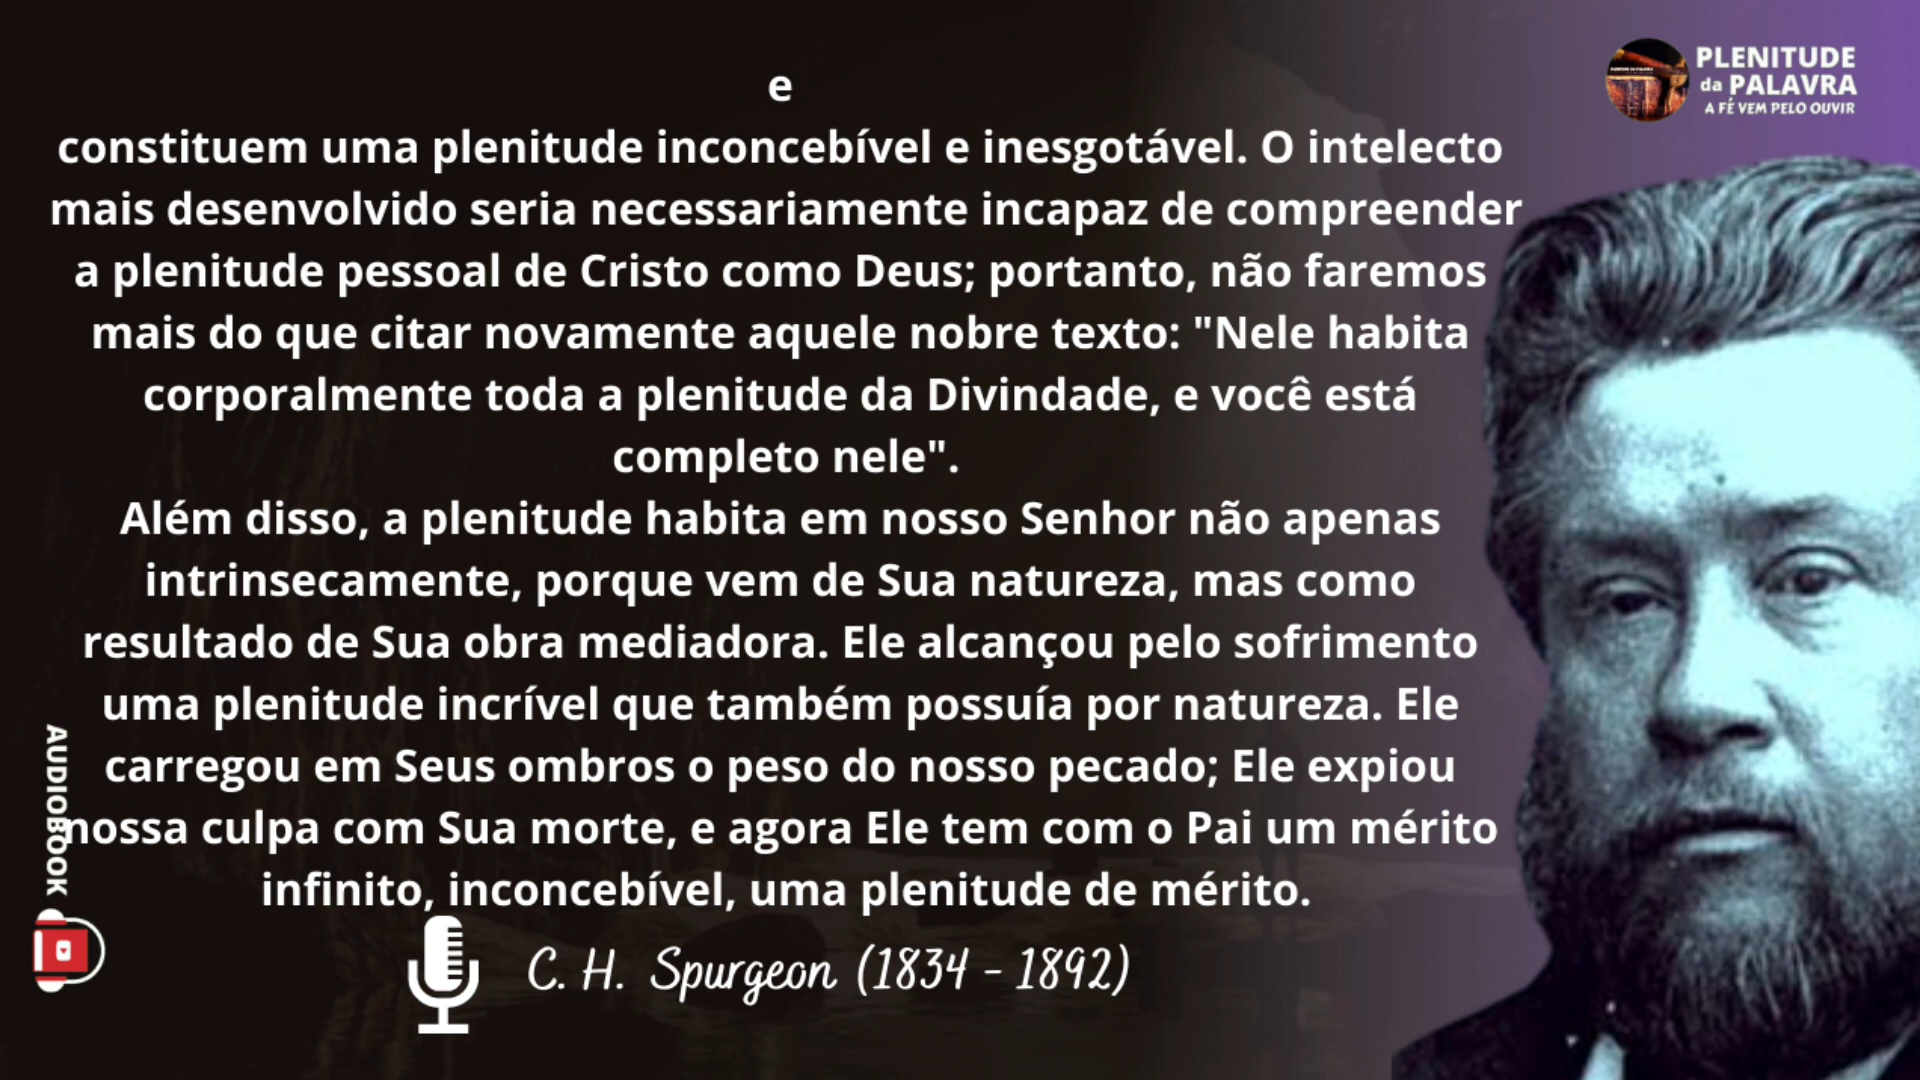 PLENITUDE
da PALAVRA
A FÉ VEM PELO OUVIR
e
constituem uma plenitude inconcebível e inesgotável. O intelecto
mais desenvolvido seria necessariamente incapaz de compreender
a plenitude pessoal de Cristo como Deus; portanto, não faremos
mais do que citar novamente aquele nobre texto: "Nele habita
corporalmente toda a plenitude da Divindade, e você está
completo nele".
Além disso, a plenitude habita em nosso Senhor não apenas
intrinsecamente, porque vem de Sua natureza, mas como
resultado de Sua obra mediadora. Ele alcançou pelo sofrimento
uma plenitude incrível que também possuía por natureza. Ele
carregou em Seus ombros o peso do nosso pecado; Ele expiou
nossa culpa com Sua morte, e agora Ele tem com o Pai um mérito
infinito, inconcebível, uma plenitude de mérito.
AUDIOBOOK
C. H. Spurgeon (1834 - 1892)